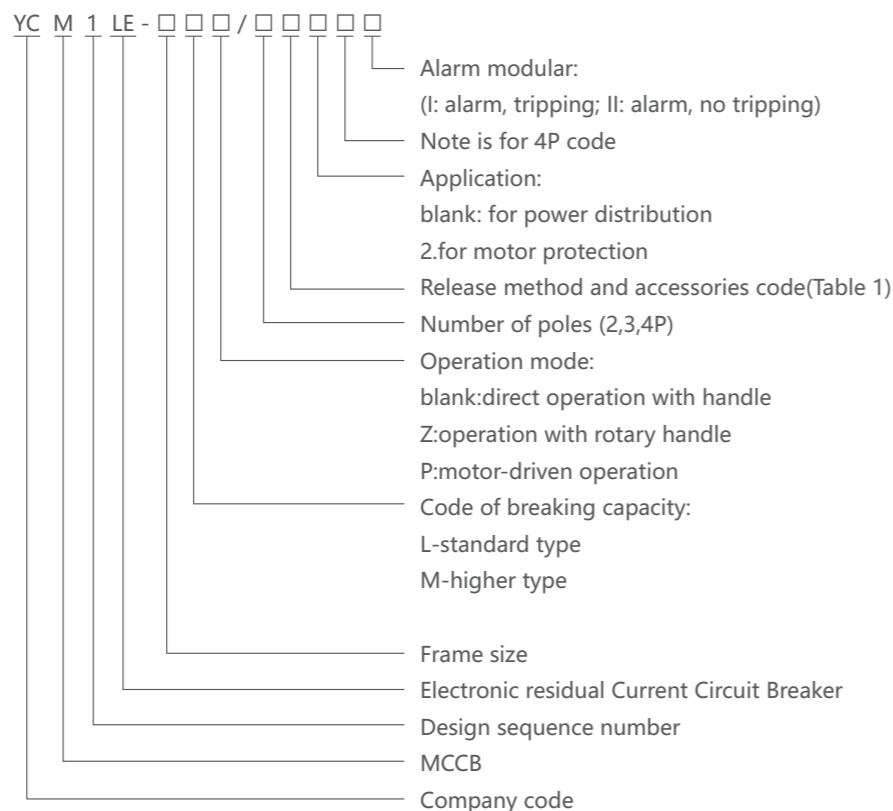 YC M 1 LE - □ □ □ / □ □ □ □ □
Alarm modular:
(I: alarm, tripping; II: alarm, no tripping)
Note is for 4P code
Application:
blank: for power distribution
2.for motor protection
Release method and accessories code(Table 1)
Number of poles (2,3,4P)
Operation mode:
blank:direct operation with handle
Z:operation with rotary handle
P:motor-driven operation
Code of breaking capacity:
L-standard type
M-higher type
Frame size
Electronic residual Current Circuit Breaker
Design sequence number
MCCB
Company code